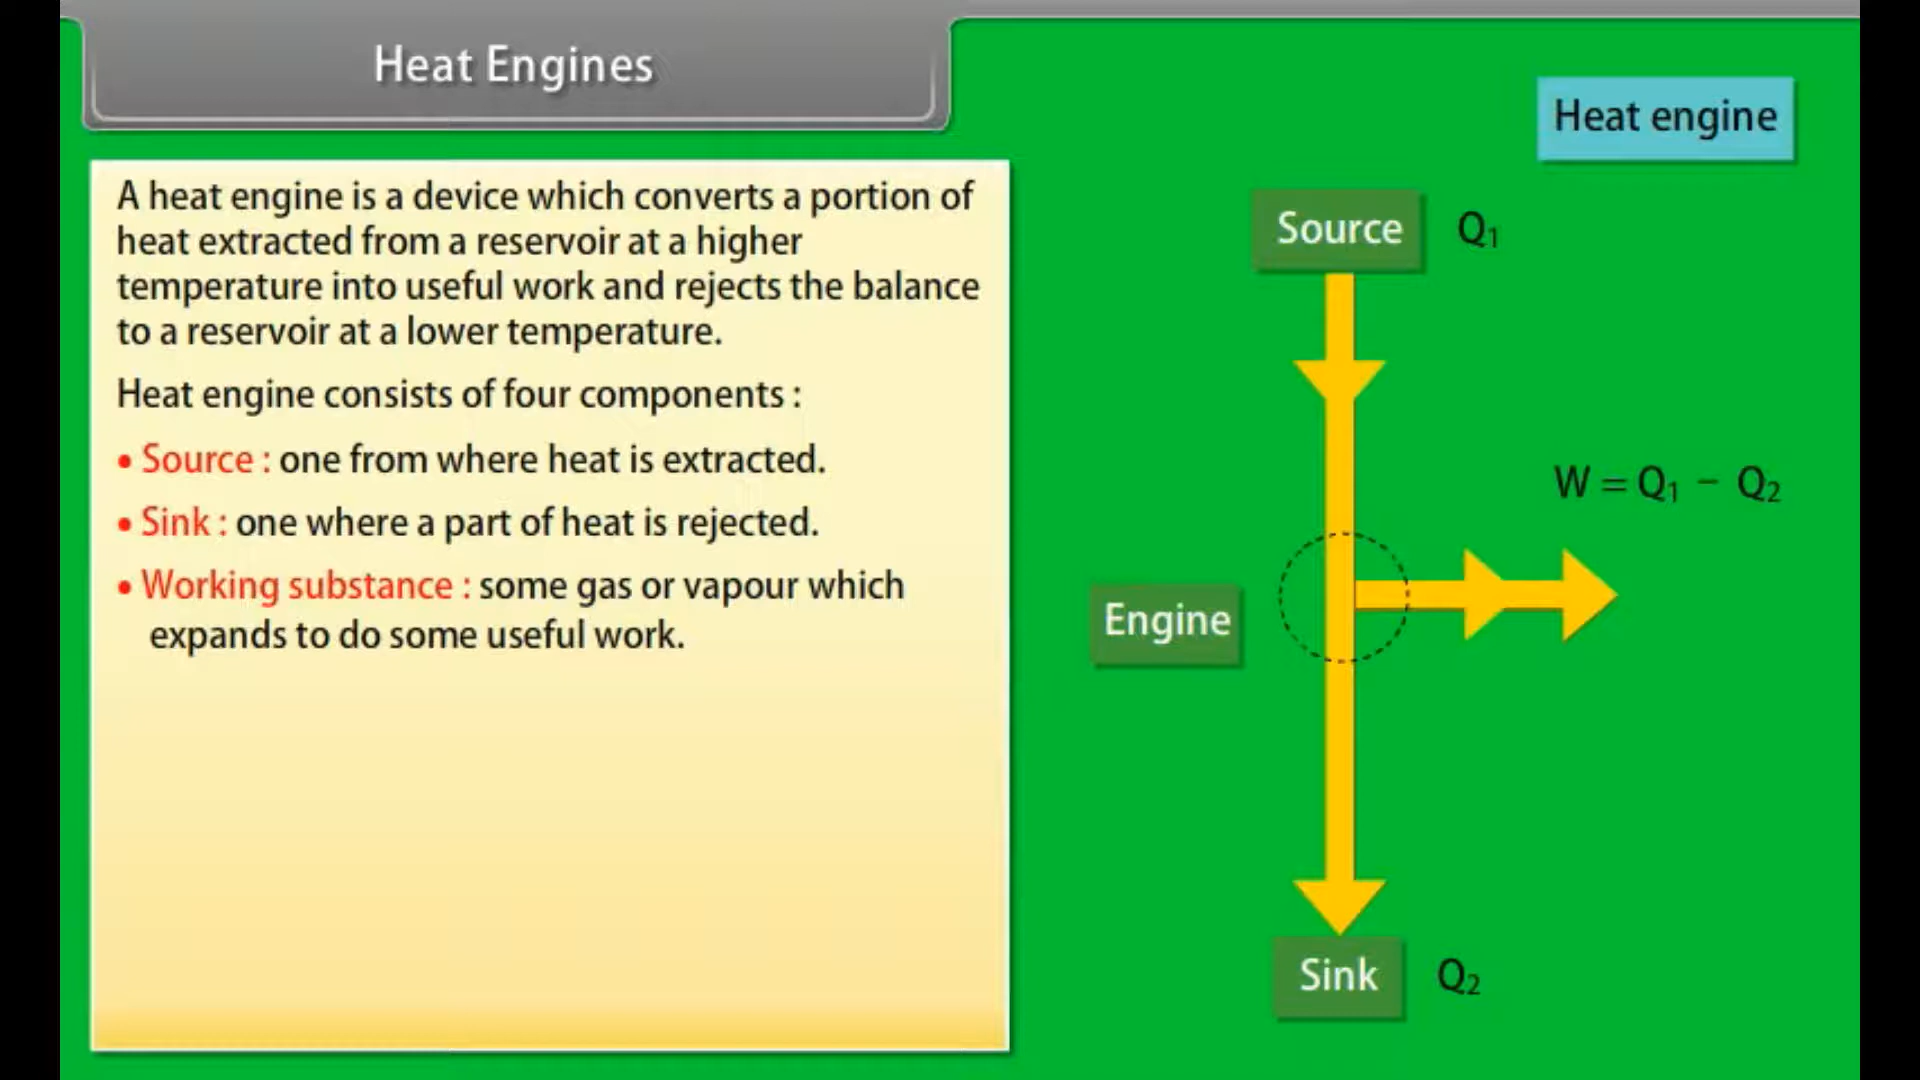 Heat Engines
Heat engine
A heat engine is a device which converts a portion of
heat extracted from a reservoir at a higher
temperature into useful work and rejects the balance
to a reservoir at a lower temperature.
Heat engine consists of four components :
• Source : one from where heat is extracted.
• Sink : one where a part of heat is rejected.
• Working substance : some gas or vapour which
expands to do some useful work.
Source Q₁
W = Q₁ − Q₂
Engine
Sink Q₂